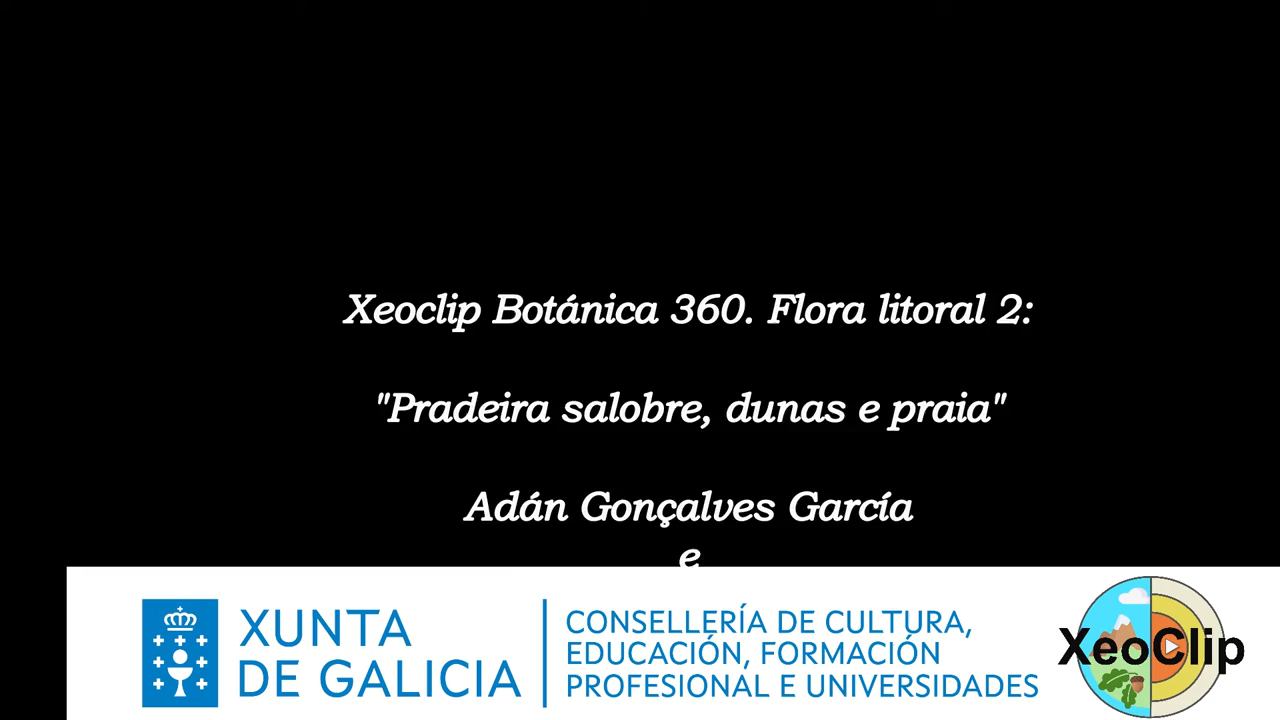 Xeoclip Botánica 360. Flora litoral 2:
"Pradeira salobre, dunas e praia"
Adán Gonçalves García
e
XUNTA
DE GALICIA
CONSELLERÍA DE CULTURA,
EDUCACIÓN, FORMACIÓN
PROFESIONAL E UNIVERSIDADES
XeoClip